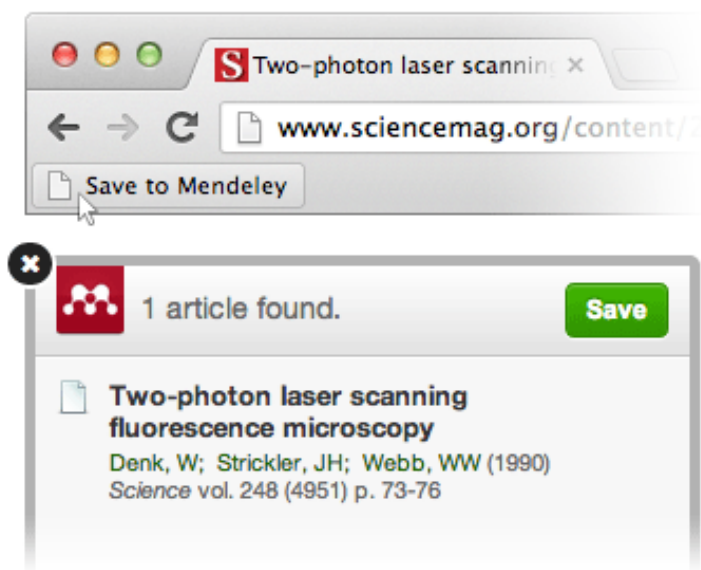 S Two-photon laser scanning
www.sciencemag.org/content/
Save to Mendeley
1 article found.
Save
Two-photon laser scanning
fluorescence microscopy
Denk, W; Strickler, JH; Webb, WW (1990)
Science vol. 248 (4951) p. 73-76